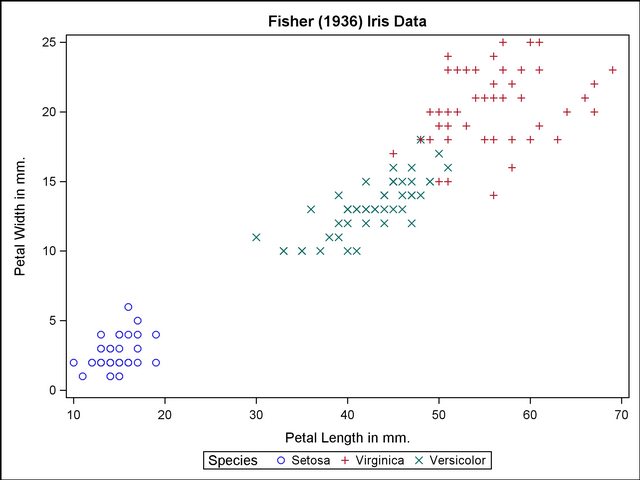 Fisher (1936) Iris Data
Petal Width in mm.
25
20
15
10
5
0
10 20 30 40 50 60 70
Petal Length in mm.
Species Setosa Virginica Versicolor